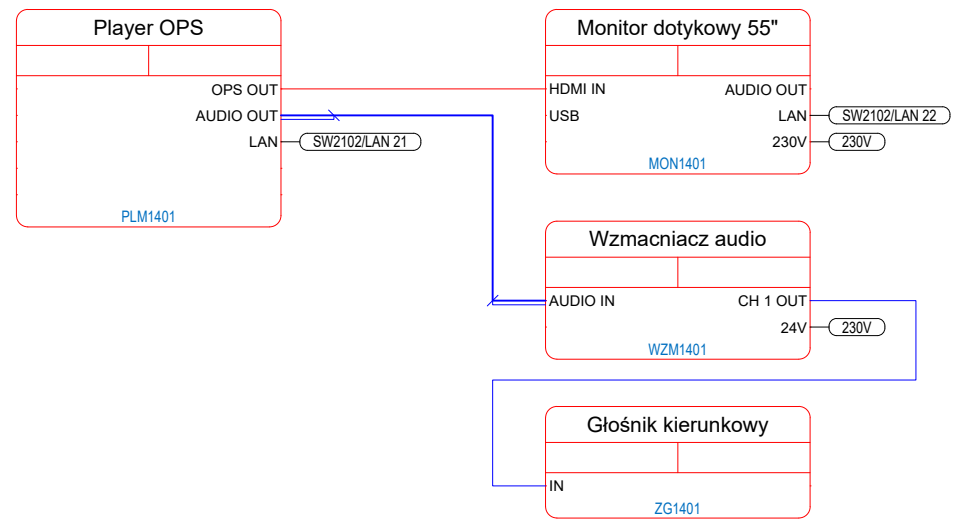 Player OPS
OPS OUT
AUDIO OUT
LAN SW2102/LAN 21
PLM1401
Monitor dotykowy 55"
HDMI IN AUDIO OUT
USB LAN SW2102/LAN 22
230V 230V
MON1401
Wzmacniacz audio
AUDIO IN CH 1 OUT
24V 230V
WZM1401
Głośnik kierunkowy
IN
ZG1401